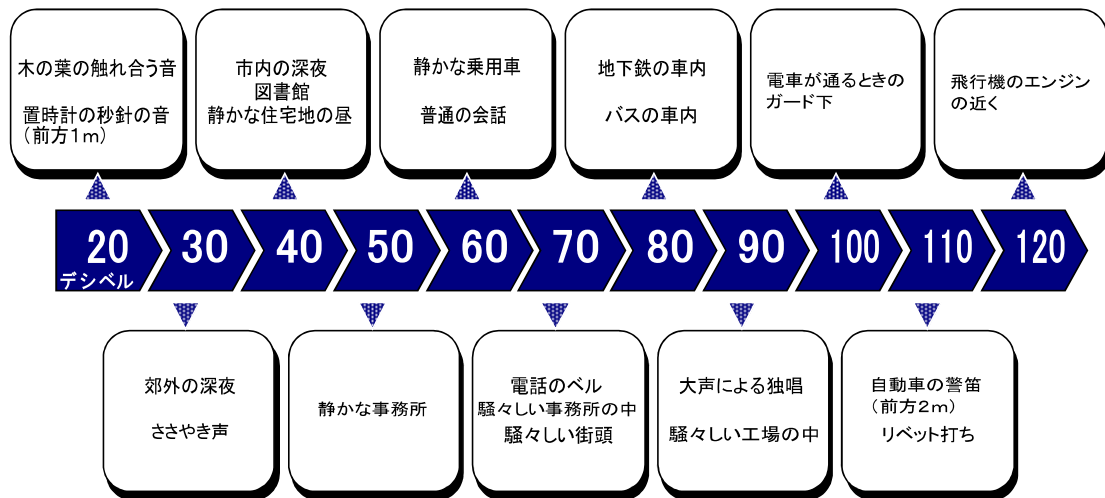 木の葉の触れ合う音
置時計の秒針の音
(前方1m)
市内の深夜
図書館
静かな住宅地の昼
静かな乗用車
普通の会話
地下鉄の車内
バスの車内
電車が通るときの
ガード下
飛行機のエンジン
の近く
20 30 40 50 60 70 80 90 100 110 120
デシベル
郊外の深夜
ささやき声
静かな事務所
電話のベル
騒々しい事務所の中
騒々しい街頭
大声による独唱
騒々しい工場の中
自動車の警笛
(前方2m)
リベット打ち